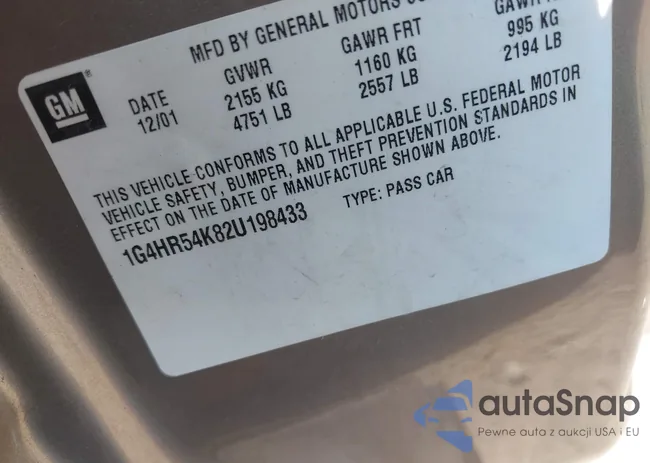 GM
MFD BY GENERAL MOTORS
DATE GVWR GAWR FRT GAWR
12/01 2155 KG 1160 KG 995 KG
4751 LB 2557 LB 2194 LB
THIS VEHICLE CONFORMS TO ALL APPLICABLE U.S. FEDERAL MOTOR
VEHICLE SAFETY, BUMPER, AND THEFT PREVENTION STANDARDS IN
EFFECT ON THE DATE OF MANUFACTURE SHOWN ABOVE.
1G4HR54K82U198433 TYPE: PASS CAR
autaSnap
Pewne auta z aukcji USA i EU